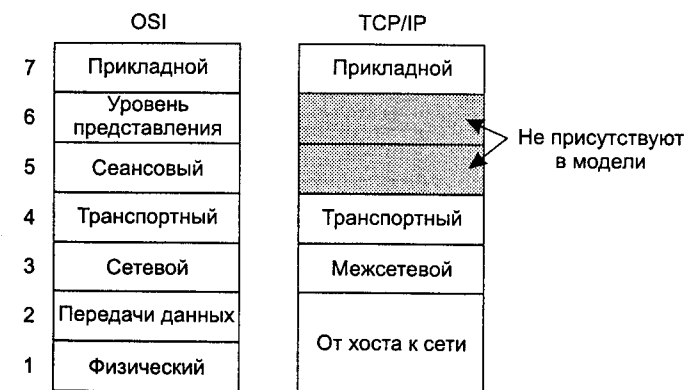 OSI
TCP/IP
7
Прикладной
Прикладной
6
Уровень
представления
Не присутствуют
в модели
5
Сеансовый
4
Транспортный
Транспортный
3
Сетевой
Межсетевой
2
Передачи данных
От хоста к сети
1
Физический